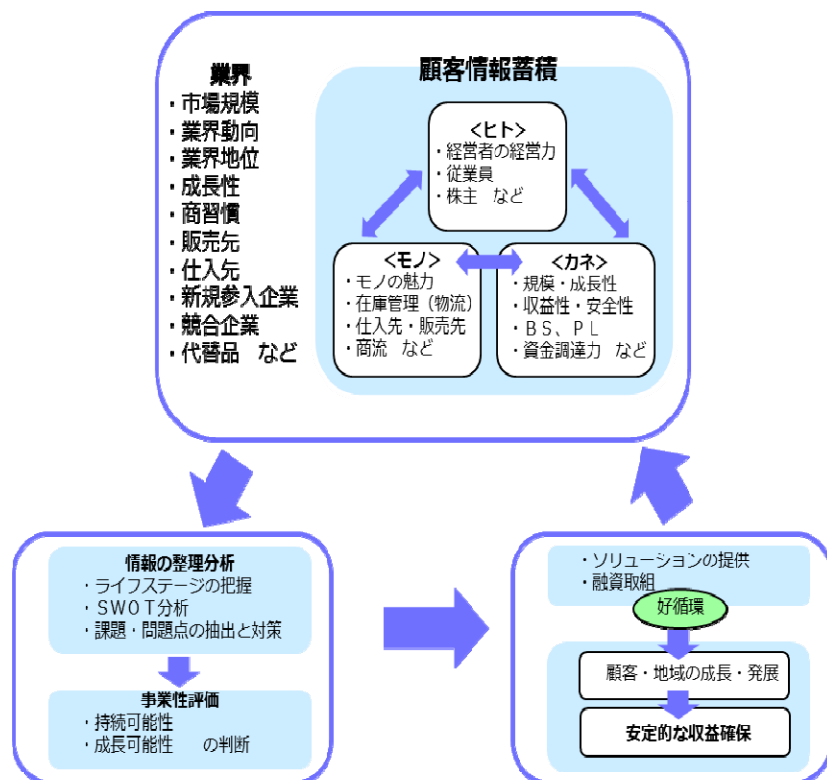 業界
・市場規模
・業界動向
・業界地位
・成長性
・商習慣
・販売先
・仕入先
・新規参入企業
・競合企業
・代替品　など
顧客情報蓄積
<ヒト>
・経営者の経営力
・従業員
・株主　など
<モノ>
・モノの魅力
・在庫管理（物流）
・仕入先・販売先
・商流　など
<カネ>
・規模・成長性
・収益性・安全性
・ＢＳ、ＰＬ
・資金調達力　など
情報の整理分析
・ライフステージの把握
・ＳＷＯＴ分析
・課題・問題点の抽出と対策
事業性評価
・持続可能性
・成長可能性　の判断
・ソリューションの提供
・融資取組
好循環
顧客・地域の成長・発展
安定的な収益確保